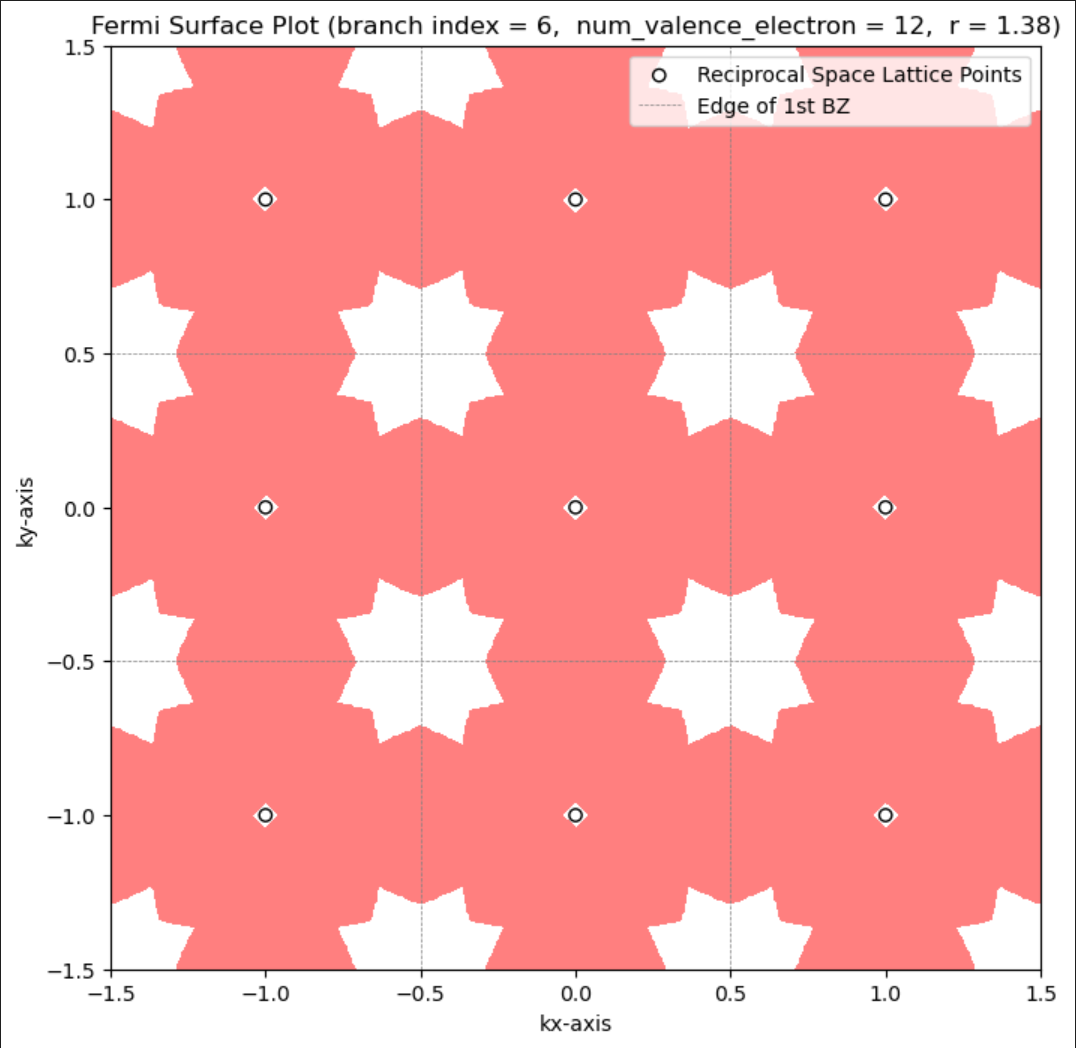 Fermi Surface Plot (branch index = 6,  num_valence_electron = 12,  r = 1.38)
Reciprocal Space Lattice Points
Edge of 1st BZ
1.5
1.0
0.5
0.0
−0.5
−1.0
−1.5
ky-axis
−1.5
−1.0
−0.5
0.0
0.5
1.0
1.5
kx-axis